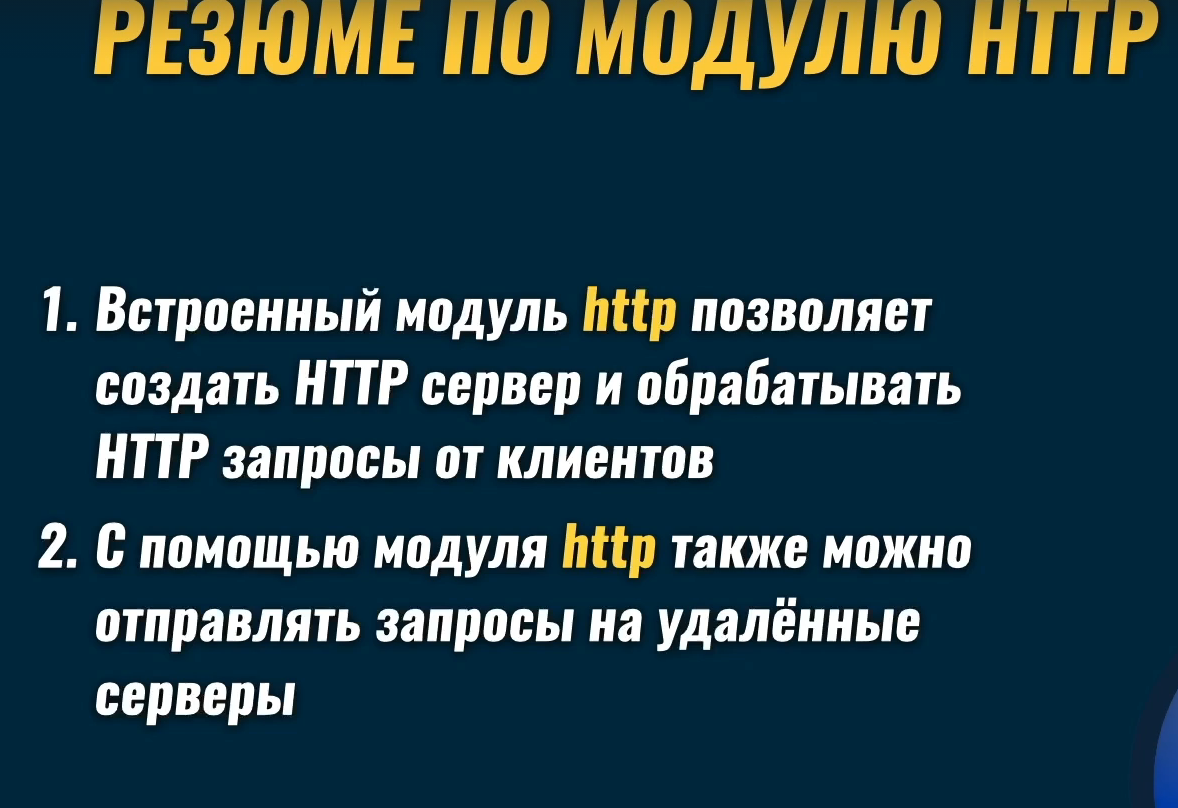 РЕЗЮМЕ ПО МОДУЛЮ HTTP
1. Встроенный модуль http позволяет
создать HTTP сервер и обрабатывать
HTTP запросы от клиентов
2. С помощью модуля http также можно
отправлять запросы на удалённые
серверы